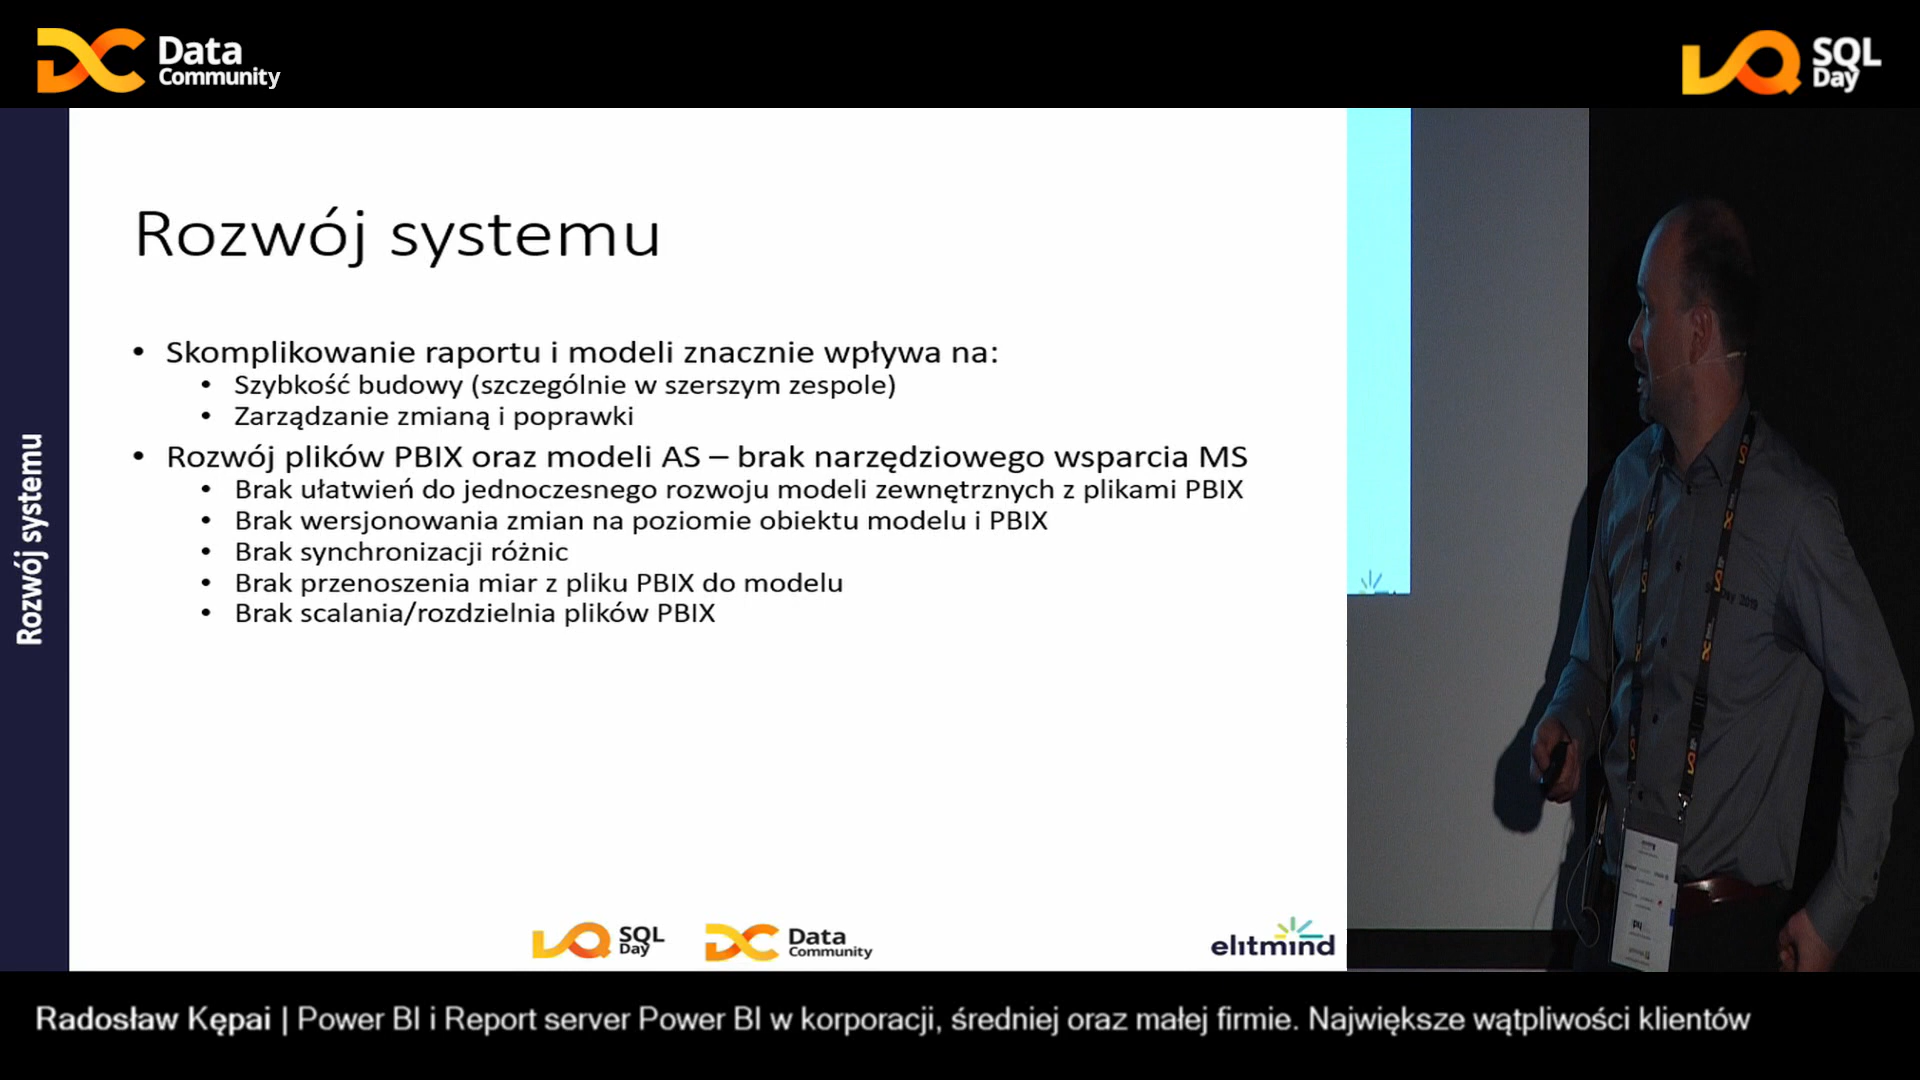 Data
Community
SQL
Day
Rozwój systemu
Rozwój systemu
• Skomplikowanie raportu i modeli znacznie wpływa na:
• Szybkość budowy (szczególnie w szerszym zespole)
• Zarządzanie zmianą i poprawki
• Rozwój plików PBIX oraz modeli AS – brak narzędziowego wsparcia MS
• Brak ułatwień do jednoczesnego rozwoju modeli zewnętrznych z plikami PBIX
• Brak wersjonowania zmian na poziomie obiektu modelu i PBIX
• Brak synchronizacji różnic
• Brak przenoszenia miar z pliku PBIX do modelu
• Brak scalania/rozdzielnia plików PBIX
SQL
Day
Data
Community
elitmind
Radosław Kępai | Power BI i Report server Power BI w korporacji, średniej oraz małej firmie. Największe wątpliwości klientów